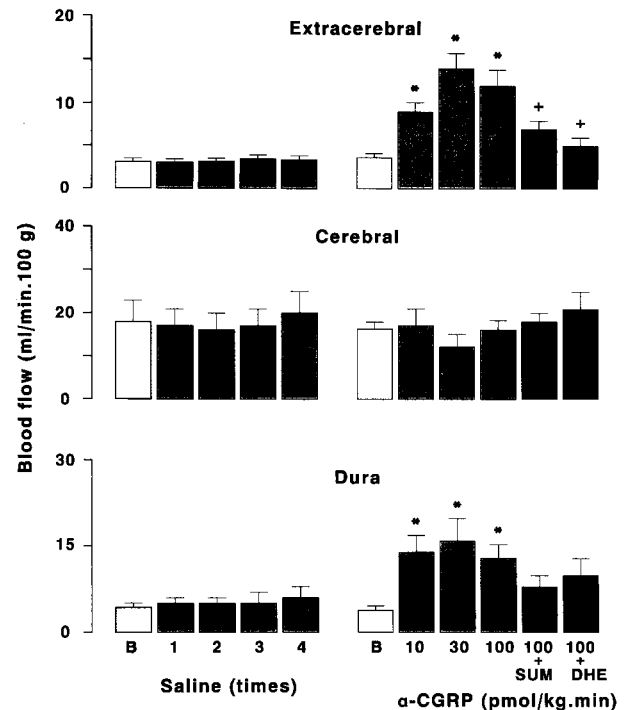 Extracerebral
20
10
0
* * * + +
Cerebral
40
20
0
Dura
30
15
0
* * *
Blood flow (ml/min.100 g)
B 1 2 3 4
Saline (times)
B 10 30 100 100 + SUM 100 + DHE
α-CGRP (pmol/kg.min)